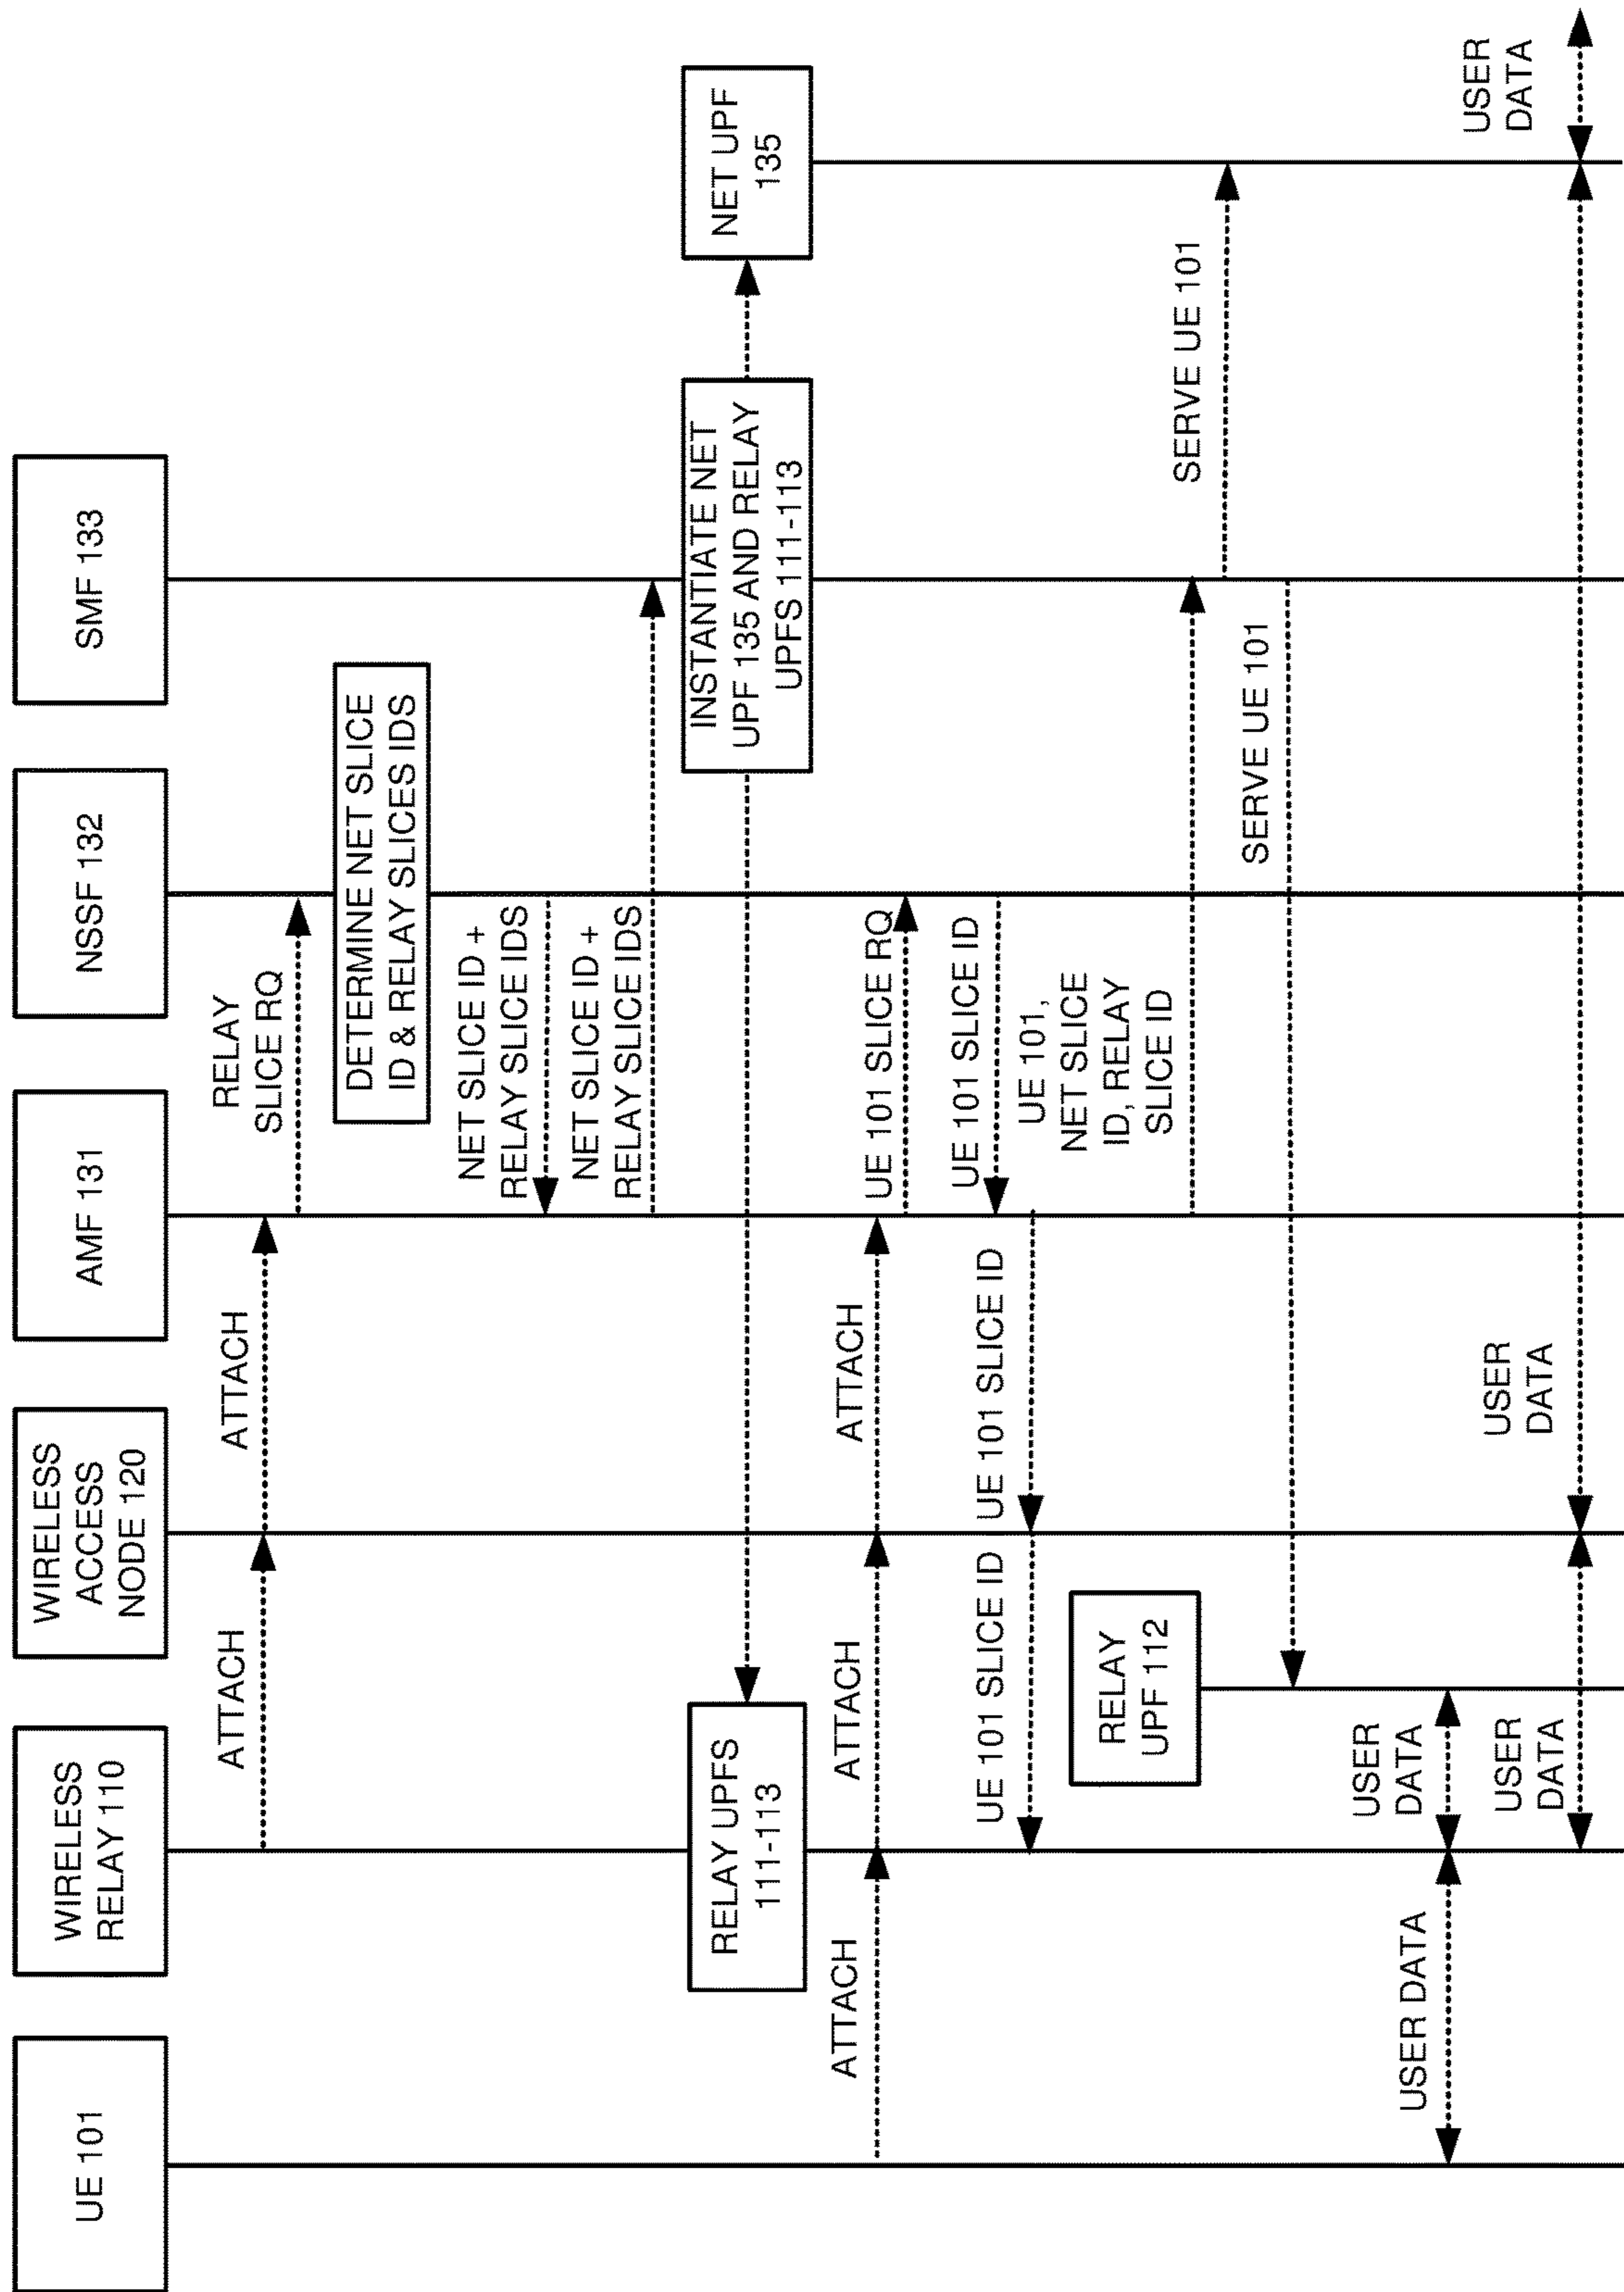 UE 101
WIRELESS
RELAY 110
WIRELESS
ACCESS
NODE 120
AMF 131
NSSF 132
SMF 133
ATTACH
ATTACH
RELAY
SLICE RQ
DETERMINE NET SLICE
ID & RELAY SLICES IDS
NET SLICE ID +
RELAY SLICE IDS
NET SLICE ID +
RELAY SLICE IDS
RELAY UPFS
111-113
INSTANTIATE NET
UPF 135 AND RELAY
UPFS 111-113
NET UPF
135
ATTACH
ATTACH
ATTACH
UE 101 SLICE RQ
UE 101 SLICE ID
UE 101 SLICE ID
UE 101 SLICE ID
UE 101,
NET SLICE
ID, RELAY
SLICE ID
RELAY
UPF 112
SERVE UE 101
SERVE UE 101
USER DATA
USER
DATA
USER
DATA
USER
DATA
USER
DATA